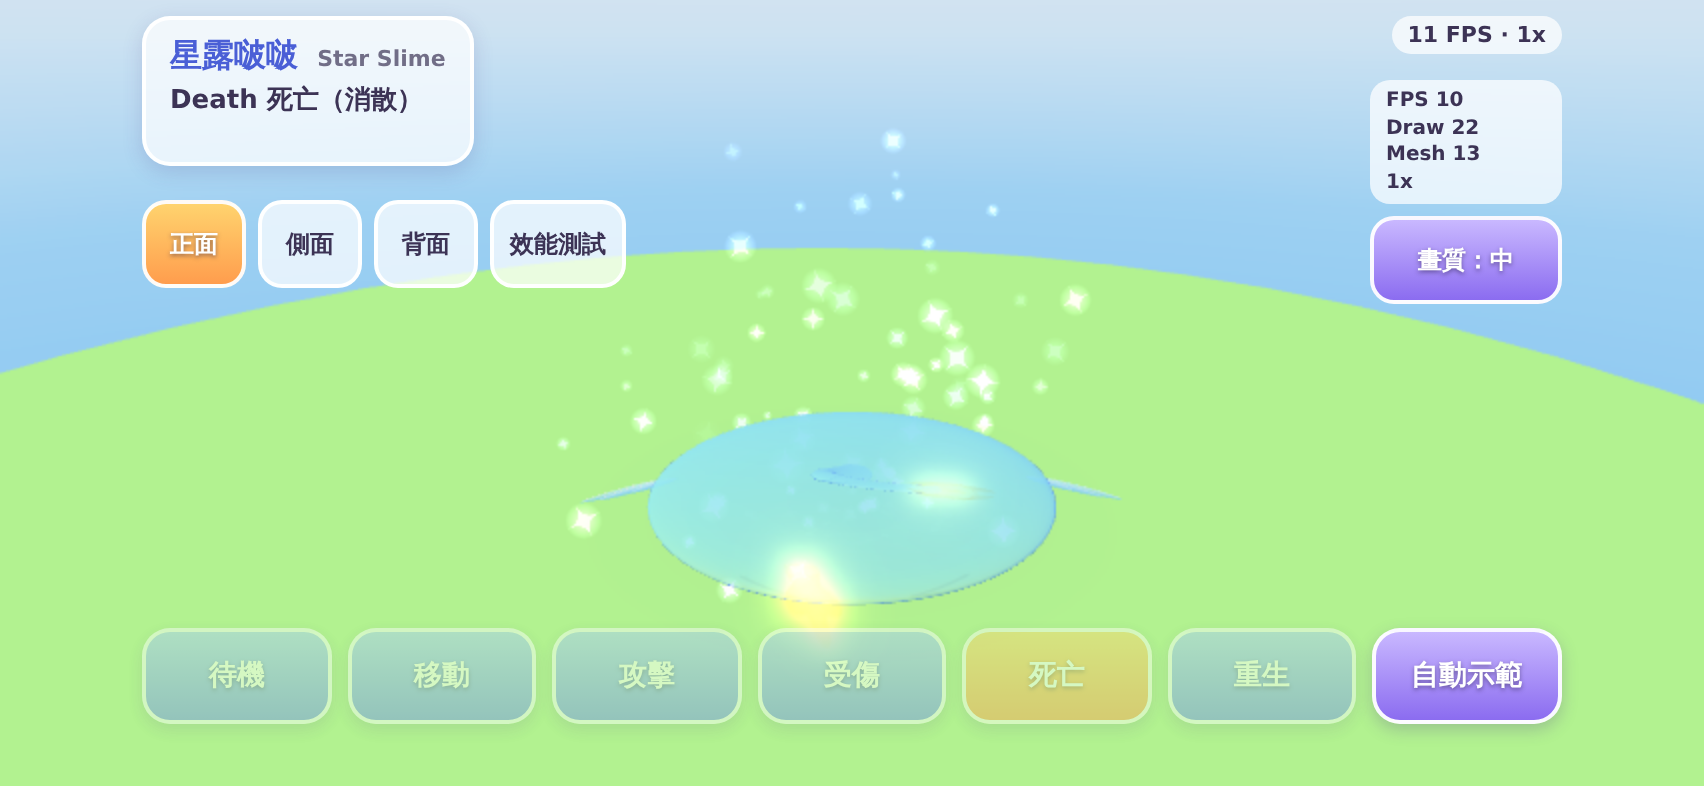 星露啵啵 Star Slime
Death 死亡（消散）
11 FPS · 1x
FPS 10
Draw 22
Mesh 13
1x
正面 側面 背面 效能測試
畫質：中
待機 移動 攻擊 受傷 死亡 重生 自動示範